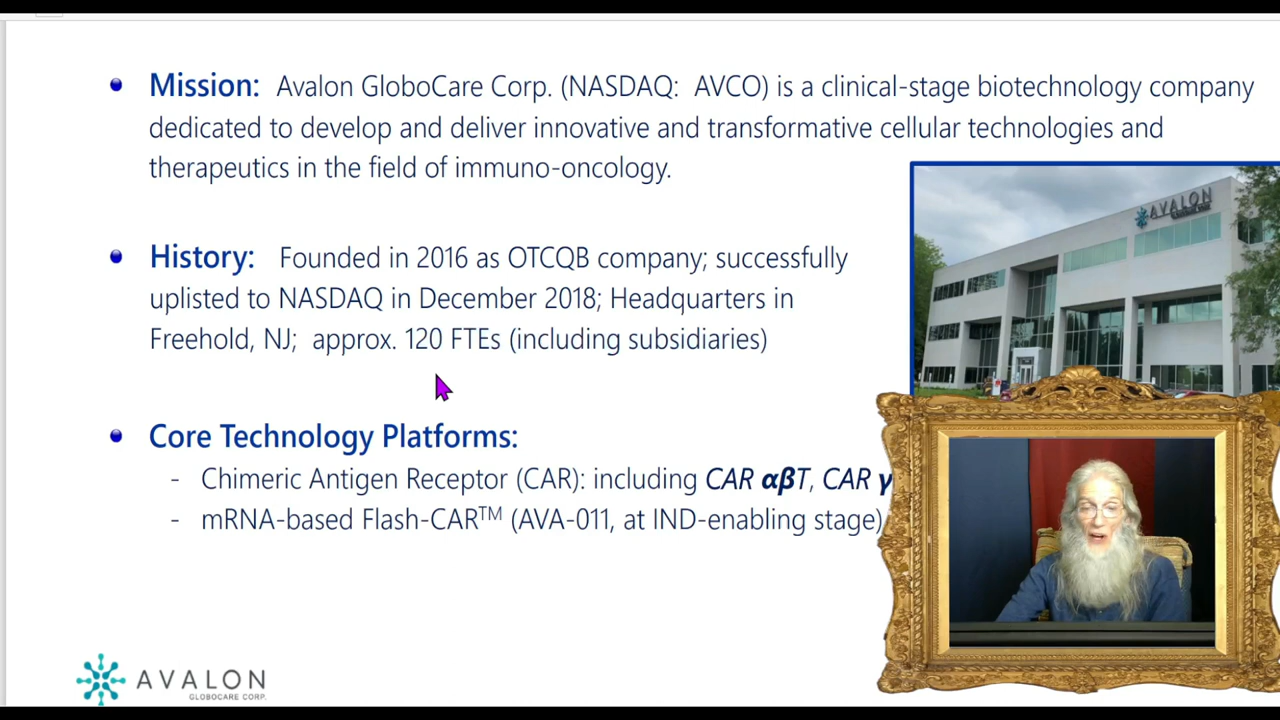 Mission: Avalon GloboCare Corp. (NASDAQ: AVCO) is a clinical-stage biotechnology company
dedicated to develop and deliver innovative and transformative cellular technologies and
therapeutics in the field of immuno-oncology.
AVALON
History: Founded in 2016 as OTCQB company; successfully
uplisted to NASDAQ in December 2018; Headquarters in
Freehold, NJ; approx. 120 FTEs (including subsidiaries)
Core Technology Platforms:
- Chimeric Antigen Receptor (CAR): including CAR αβT, CAR γ
- mRNA-based Flash-CAR™ (AVA-011, at IND-enabling stage)
AVALON
GLOBOCARE CORP.